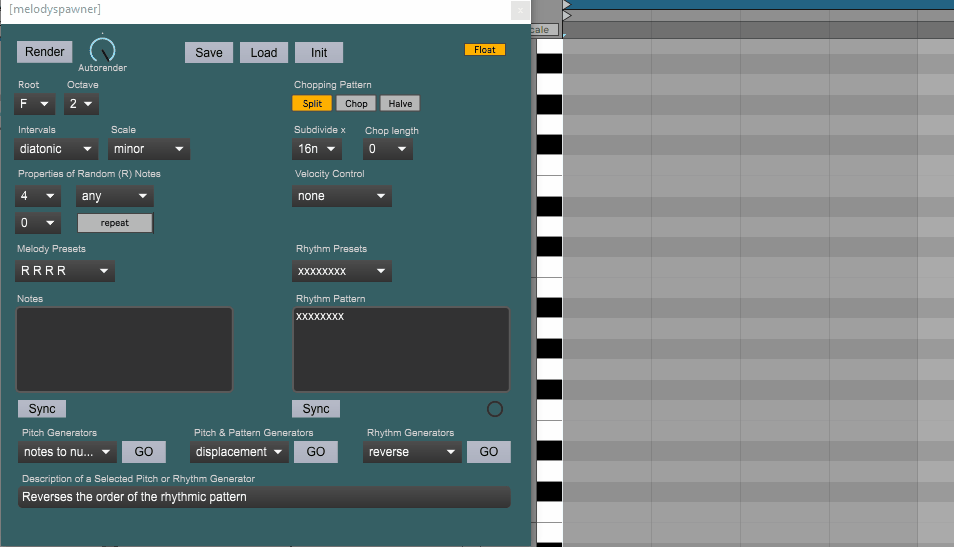 [melodyspawner]
x
cale
Render
Save
Load
Init
Float
Autorender
Root
Octave
Chopping Pattern
F
2
Split
Chop
Halve
Intervals
Scale
Subdivide x
Chop length
diatonic
minor
16n
0
Properties of Random (R) Notes
Velocity Control
4
any
none
0
repeat
Melody Presets
Rhythm Presets
R R R R
xxxxxxxx
Notes
Rhythm Pattern
xxxxxxxx
Sync
Sync
Pitch Generators
Pitch & Pattern Generators
Rhythm Generators
notes to nu...
GO
displacement
GO
reverse
GO
Description of a Selected Pitch or Rhythm Generator
Reverses the order of the rhythmic pattern